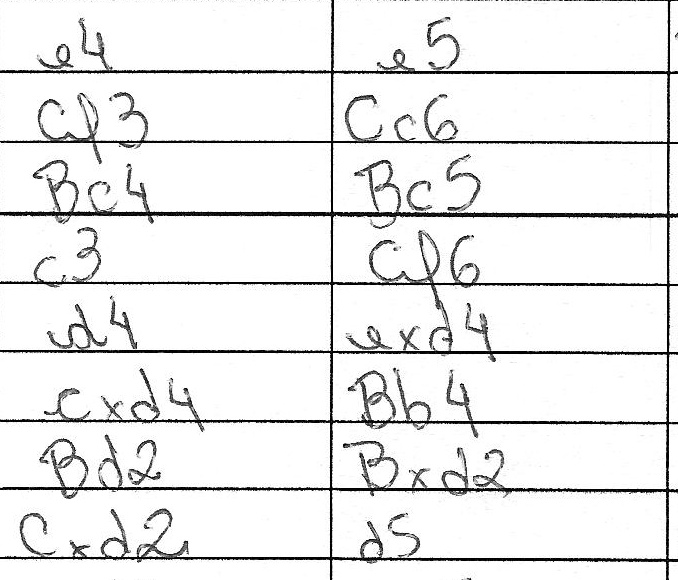 e4 e5
Cf3 Cc6
Bc4 Bc5
c3 Cf6
d4 exd4
cxd4 Bb4
Bd2 Bxd2
Cxd2 d5